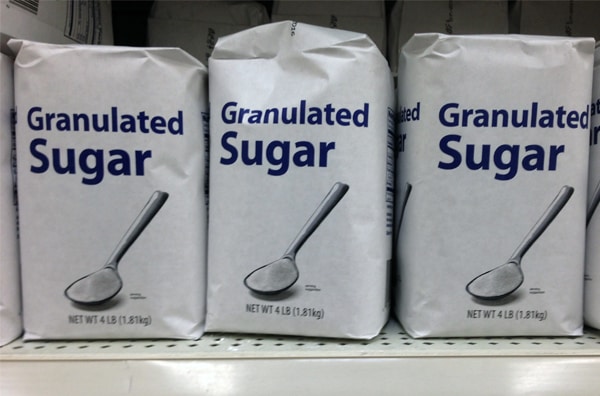 Granulated
Sugar
NET WT 4 LB (1.81kg)
Granulated
Sugar
NET WT 4 LB (1.81kg)
Granulated
Sugar
NET WT 4 LB (1.81kg)